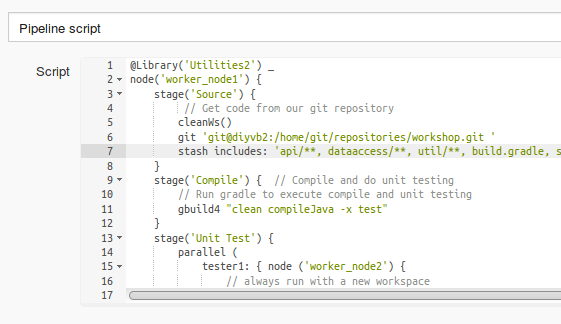 Pipeline script
Script
1 @Library('Utilities2') _
2 node('worker_node1') {
3 stage('Source') {
4 // Get code from our git repository
5 cleanWs()
6 git 'git@diyvb2:/home/git/repositories/workshop.git '
7 stash includes: 'api/**, dataaccess/**, util/**, build.gradle, s
8 }
9 stage('Compile') { // Compile and do unit testing
10 // Run gradle to execute compile and unit testing
11 gbuild4 "clean compileJava -x test"
12 }
13 stage('Unit Test') {
14 parallel (
15 tester1: { node ('worker_node2') {
16 // always run with a new workspace
17